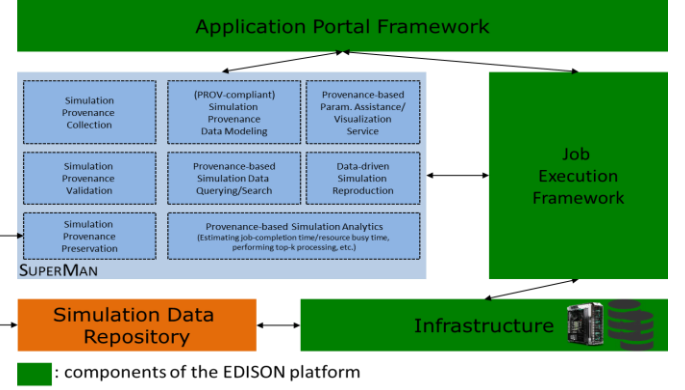 Application Portal Framework
Simulation
Provenance
Collection
(PROV-compliant)
Simulation
Provenance
Data Modeling
Provenance-based
Param. Assistance/
Visualization
Service
Simulation
Provenance
Validation
Provenance-based
Simulation Data
Querying/Search
Data-driven
Simulation
Reproduction
Simulation
Provenance
Preservation
Provenance-based Simulation Analytics
(Estimating job-completion time/resource busy time,
performing top-k processing, etc.)
SUPERMAN
Job
Execution
Framework
Simulation Data
Repository
Infrastructure
: components of the EDISON platform